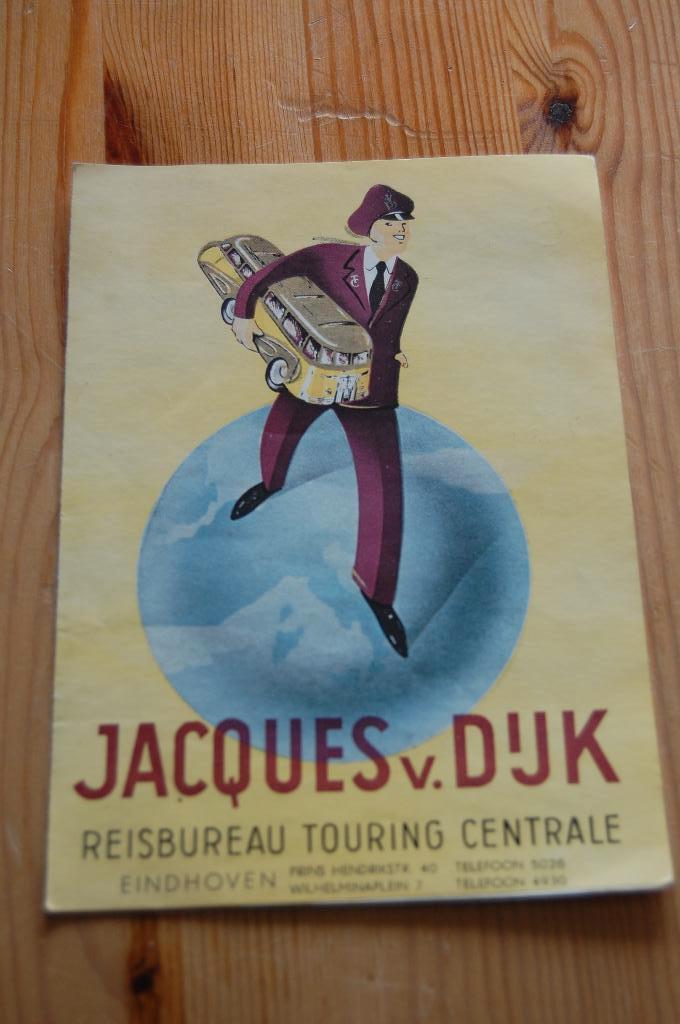 JACQUES v. DIJK
REISBUREAU TOURING CENTRALE
EINDHOVEN PRINS HENDRIKSTR. 40 TELEFOON 5026
WILHELMINAPLEIN 7 TELEFOON 4930